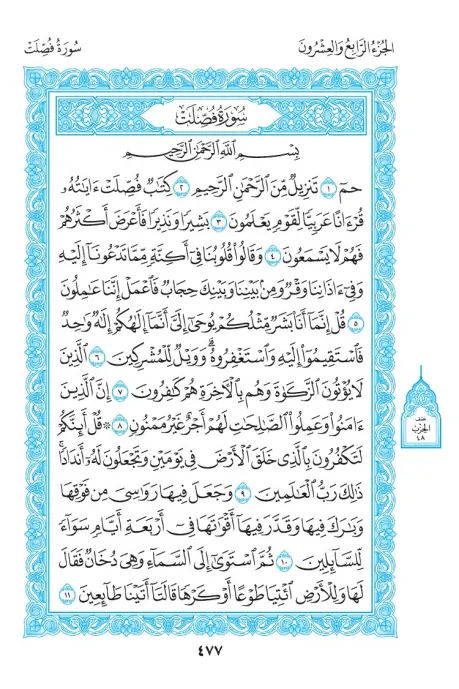 الجُزءُ الرَّابِعُ وَالعِشْرُونَ
سُورَةُ فُصِّلَتْ
سُورَةُ فُصِّلَتْ
بِسْمِ ٱللَّهِ ٱلرَّحْمَٰنِ ٱلرَّحِيمِ
حمٓ ١ تَنزِيلٌ مِّنَ ٱلرَّحْمَٰنِ ٱلرَّحِيمِ ٢ كِتَٰبٌ فُصِّلَتْ ءَايَٰتُهُۥ
قُرْءَانًا عَرَبِيًّا لِّقَوْمٍ يَعْلَمُونَ ٣ بَشِيرًا وَنَذِيرًا فَأَعْرَضَ أَكْثَرُهُمْ
فَهُمْ لَا يَسْمَعُونَ ٤ وَقَالُوا۟ قُلُوبُنَا فِىٓ أَكِنَّةٍ مِّمَّا تَدْعُونَآ إِلَيْهِ
وَفِىٓ ءَاذَانِنَا وَقْرٌ وَمِنۢ بَيْنِنَا وَبَيْنِكَ حِجَابٌ فَٱعْمَلْ إِنَّنَا عَٰمِلُونَ
٥ قُلْ إِنَّمَآ أَنَا۠ بَشَرٌ مِّثْلُكُمْ يُوحَىٰٓ إِلَىَّ أَنَّمَآ إِلَٰهُكُمْ إِلَٰهٌ وَٰحِدٌ
فَٱسْتَقِيمُوٓا۟ إِلَيْهِ وَٱسْتَغْفِرُوهُ ۗ وَوَيْلٌ لِّلْمُشْرِكِينَ ٦ ٱلَّذِينَ
لَا يُؤْتُونَ ٱلزَّكَوٰةَ وَهُم بِٱلْءَاخِرَةِ هُمْ كَٰفِرُونَ ٧ إِنَّ ٱلَّذِينَ
ءَامَنُوا۟ وَعَمِلُوا۟ ٱلصَّٰلِحَٰتِ لَهُمْ أَجْرٌ غَيْرُ مَمْنُونٍ ٨ ۞ قُلْ أَئِنَّكُمْ
لَتَكْفُرُونَ بِٱلَّذِى خَلَقَ ٱلْأَرْضَ فِى يَوْمَيْنِ وَتَجْعَلُونَ لَهُۥٓ أَندَادًا ۚ
ذَٰلِكَ رَبُّ ٱلْعَٰلَمِينَ ٩ وَجَعَلَ فِيهَا رَوَٰسِىَ مِن فَوْقِهَا
وَبَٰرَكَ فِيهَا وَقَدَّرَ فِيهَآ أَقْوَٰتَهَا فِىٓ أَرْبَعَةِ أَيَّامٍ سَوَآءً
لِّلسَّآئِلِينَ ١٠ ثُمَّ ٱسْتَوَىٰٓ إِلَى ٱلسَّمَآءِ وَهِىَ دُخَانٌ فَقَالَ
لَهَا وَلِلْأَرْضِ ٱئْتِيَا طَوْعًا أَوْ كَرْهًا قَالَتَآ أَتَيْنَا طَآئِعِينَ ١١
نصف
الحزب
٤٨
٤٧٧